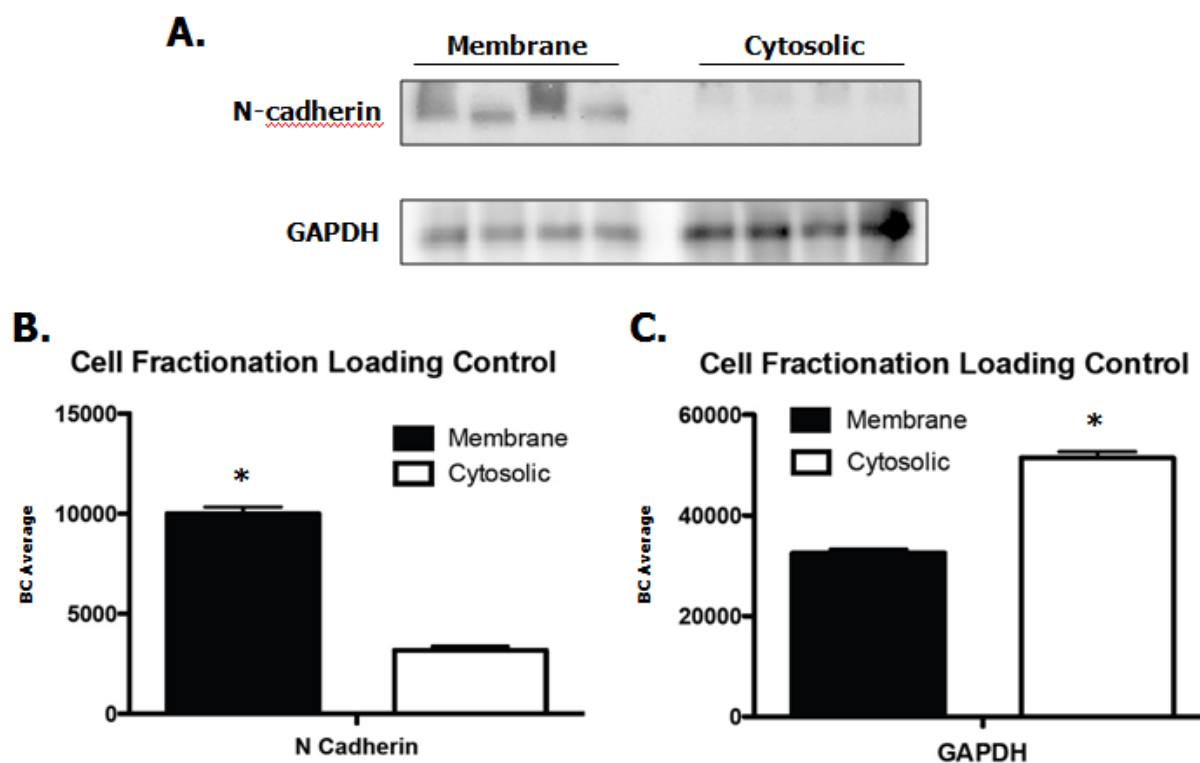 A.
Membrane Cytosolic
N-cadherin
GAPDH
B.
Cell Fractionation Loading Control
15000
10000
5000
0
BC Average
*
Membrane
Cytosolic
N Cadherin
C.
Cell Fractionation Loading Control
60000
40000
20000
0
BC Average
Membrane
Cytosolic
*
GAPDH